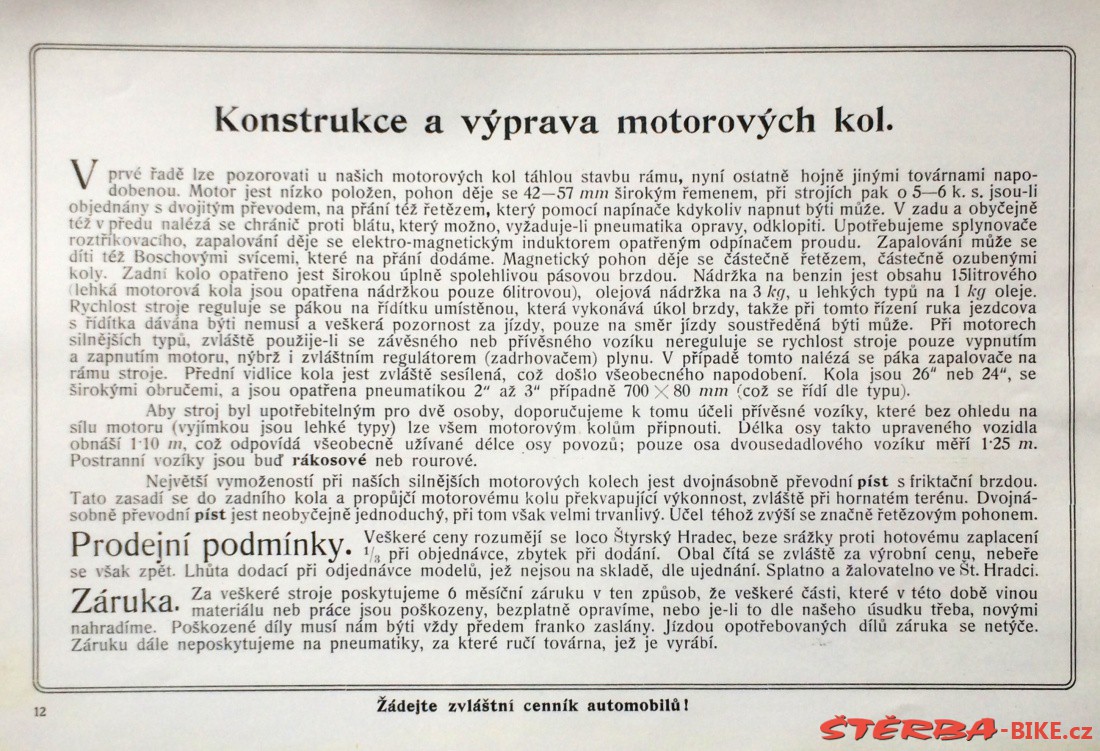 Konstrukce a výprava motorových kol.
V prvé řadě lze pozorovati u našich motorových kol táhlou stavbu rámu, nyní ostatně hojně jinými továrnami napo-
dobenou. Motor jest nízko položen, pohon děje se 42—57 mm širokým řemenem, při strojích pak o 5—6 k. s. jsou-li
objednány s dvojitým převodem, na přání též řetězem, který pomocí napínače kdykoliv napnut býti může. V zadu a obyčejně
též v předu nalézá se chránič proti blátu, který možno, vyžaduje-li pneumatika opravy, odklopiti. Upotřebujeme splynovače
roztřikovacího, zapalování děje se elektro-magnetickým induktorem opatřeným odpínačem proudu. Zapalování může se
díti též Boschovými svícemi, které na přání dodáme. Magnetický pohon děje se částečně řetězem, částečně ozubenými
koly. Zadní kolo opatřeno jest širokou úplně spolehlivou pásovou brzdou. Nádržka na benzin jest obsahu 15litrového
(lehká motorová kola jsou opatřena nádržkou pouze 6litrovou), olejová nádržka na 3 kg, u lehkých typů na 1 kg oleje.
Rychlost stroje reguluje se pákou na řídítku umístěnou, která vykonává úkol brzdy, takže při tomto řízení ruka jezdcova
s řídítka dávána býti nemusí a veškerá pozornost za jízdy, pouze na směr jízdy soustředěná býti může. Při motorech
silnějších typů, zvláště použije-li se závěsného neb přívěsného vozíku nereguluje se rychlost stroje pouze vypnutím
a zapnutím motoru, nýbrž i zvláštním regulátorem (zadrhovačem) plynu. V případě tomto nalézá se páka zapalovače na
rámu stroje. Přední vidlice kola jest zvláště sesílená, což došlo všeobecného napodobení. Kola jsou 26" neb 24", se
širokými obručemi, a jsou opatřena pneumatikou 2" až 3" případně 700 × 80 mm (což se řídí dle typu).
Aby stroj byl upotřebitelným pro dvě osoby, doporučujeme k tomu účeli přívěsné vozíky, které bez ohledu na
sílu motoru (vyjímkou jsou lehké typy) lze všem motorovým kolům připnouti. Délka osy takto upraveného vozidla
obnáší 1·10 m, což odpovídá všeobecně užívané délce osy povozů; pouze osa dvousedadlového vozíku měří 1·25 m.
Postranní vozíky jsou buď rákosové neb rourové.
Největší vymožeností při naších silnějších motorových kolech jest dvojnásobně převodní píst s friktační brzdou.
Tato zasadí se do zadního kola a propůjčí motorovému kolu překvapující výkonnost, zvláště při hornatém terénu. Dvojná-
sobně převodní píst jest neobyčejně jednoduchý, při tom však velmi trvanlivý. Účel téhož zvýší se značně řetězovým pohonem.
Prodejní podmínky. Veškeré ceny rozumějí se loco Štyrský Hradec, beze srážky proti hotovému zaplacení
1/3 při objednávce, zbytek při dodání. Obal čítá se zvláště za výrobní cenu, nebeře
se však zpět. Lhůta dodací při odjednávce modelů, jež nejsou na skladě, dle ujednání. Splatno a žalovatelno ve Št. Hradci.
Záruka. Za veškeré stroje poskytujeme 6 měsíční záruku v ten způsob, že veškeré části, které v této době vinou
materiálu neb práce jsou poškozeny, bezplatně opravíme, nebo je-li to dle našeho úsudku třeba, novými
nahradíme. Poškozené díly musí nám býti vždy předem franko zaslány. Jízdou opotřebovaných dílů záruka se netýče.
Záruku dále neposkytujeme na pneumatiky, za které ručí továrna, jež je vyrábí.
12
Žádejte zvláštní cenník automobilů!
ŠTĚRBA-BIKE.cz